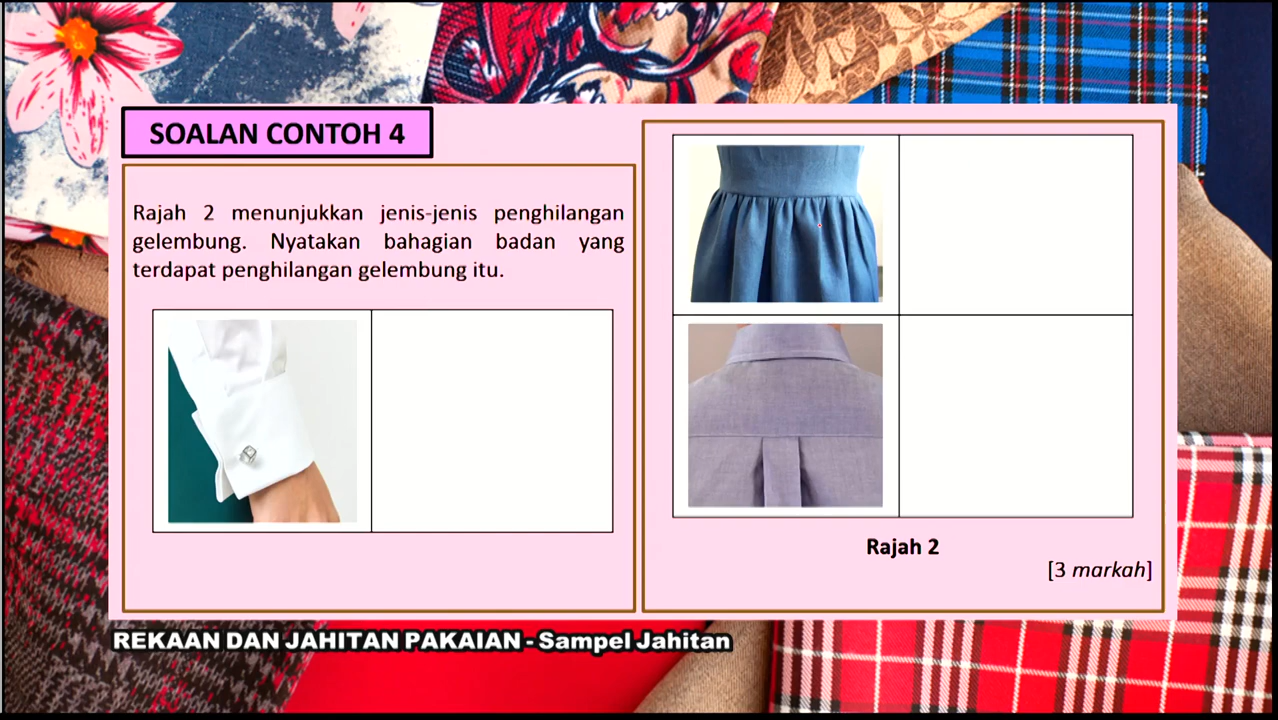 SOALAN CONTOH 4
Rajah 2 menunjukkan jenis-jenis penghilangan
gelembung. Nyatakan bahagian badan yang
terdapat penghilangan gelembung itu.
Rajah 2
[3 markah]
REKAAN DAN JAHITAN PAKAIAN - Sampel Jahitan